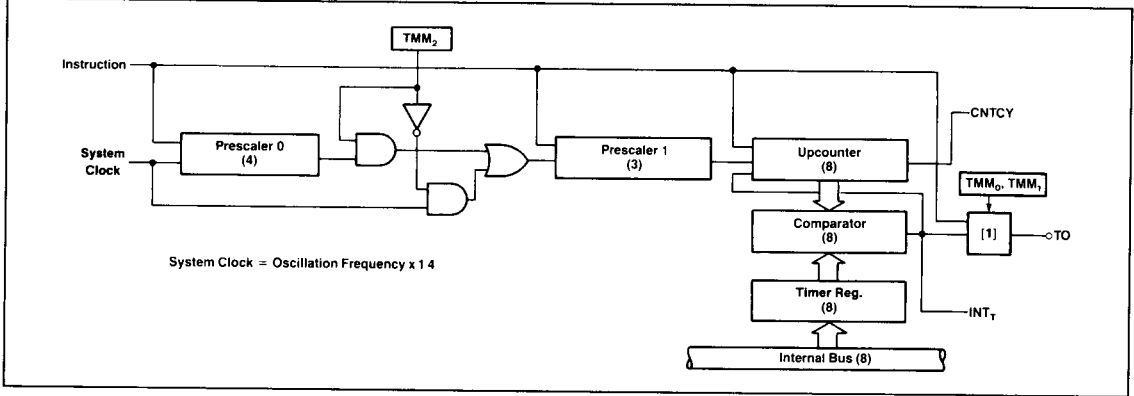 TMM₂
Instruction
Prescaler 0
(4)
System
Clock
Prescaler 1
(3)
Upcounter
(8)
CNTCY
TMM₀, TMM₁
Comparator
(8)
[1]
TO
System Clock = Oscillation Frequency x 1 4
Timer Reg.
(8)
INT_T
Internal Bus (8)